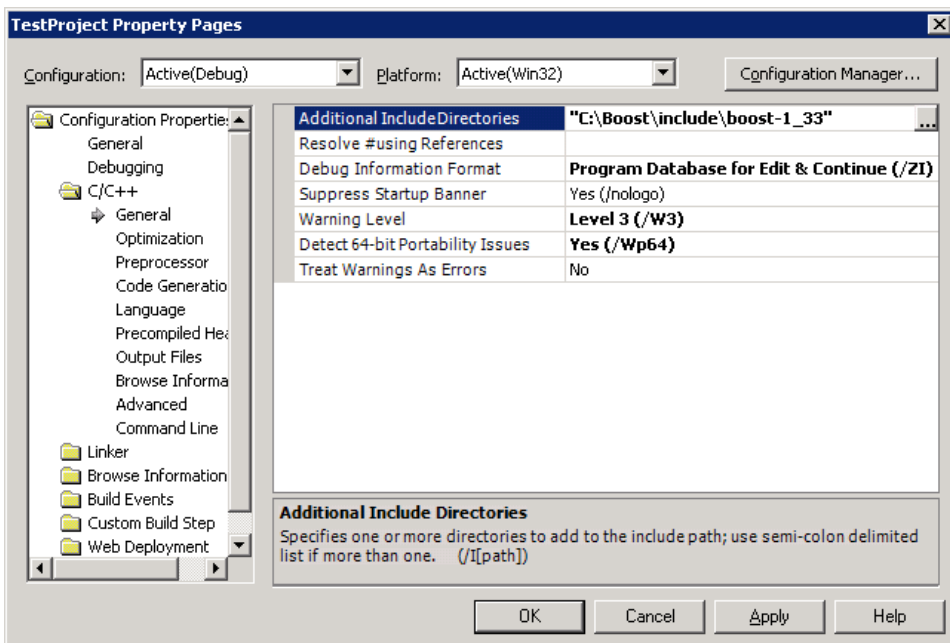 TestProject Property Pages
Configuration: Active(Debug) Platform: Active(Win32) Configuration Manager...
Configuration Properties
General
Debugging
C/C++
General
Optimization
Preprocessor
Code Generatio
Language
Precompiled Hea
Output Files
Browse Informa
Advanced
Command Line
Linker
Browse Information
Build Events
Custom Build Step
Web Deployment
Additional Include Directories "C:\Boost\include\boost-1_33" ...
Resolve #using References
Debug Information Format Program Database for Edit & Continue (/ZI)
Suppress Startup Banner Yes (/nologo)
Warning Level Level 3 (/W3)
Detect 64-bit Portability Issues Yes (/Wp64)
Treat Warnings As Errors No
Additional Include Directories
Specifies one or more directories to add to the include path; use semi-colon delimited
list if more than one. (/I[path])
OK Cancel Apply Help